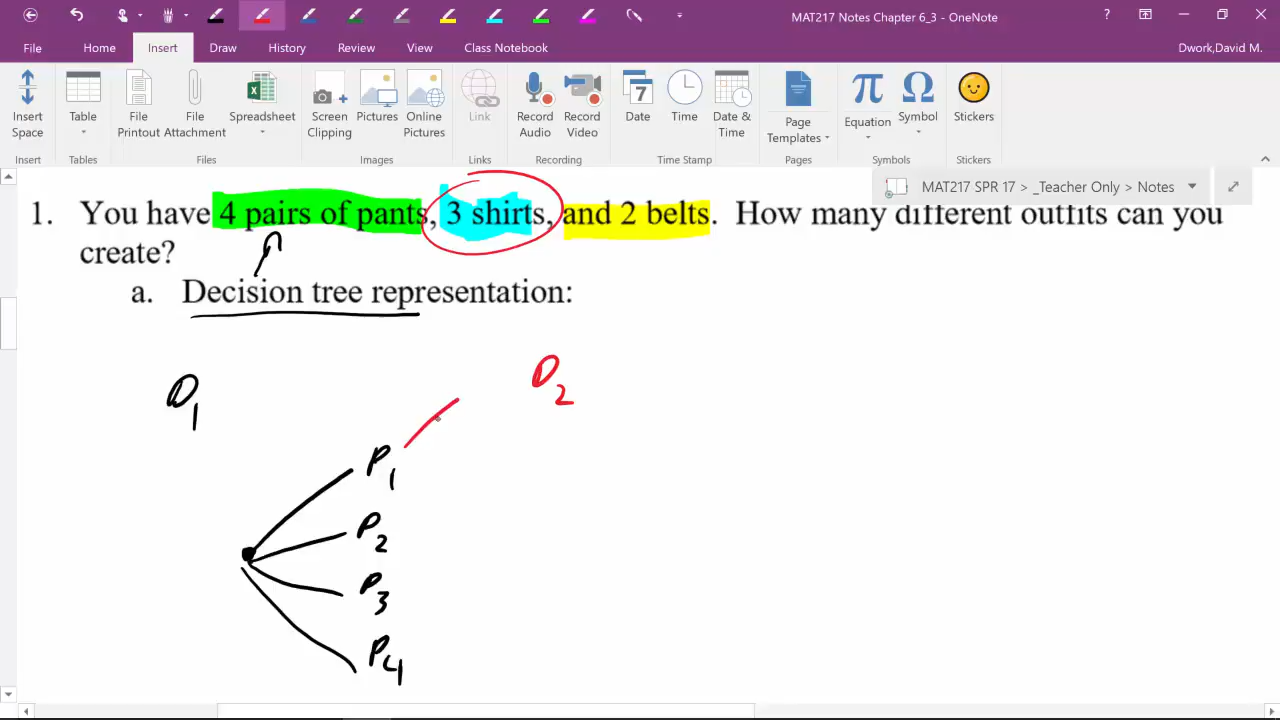 MAT217 Notes Chapter 6_3 - OneNote
?
File Home Insert Draw History Review View Class Notebook
Dwork,David M.
Insert Space
Table
File Printout
File Attachment
Spreadsheet
Screen Clipping
Pictures
Online Pictures
Link
Record Audio
Record Video
7
Date
Time
Date & Time
Page Templates
π
Equation
Ω
Symbol
Stickers
Insert Tables Files Images Links Recording Time Stamp Pages Symbols Stickers
MAT217 SPR 17 > _Teacher Only > Notes
1. You have 4 pairs of pants, 3 shirts, and 2 belts. How many different outfits can you
create?
a. Decision tree representation:
D1
D2
P1
P2
P3
P4